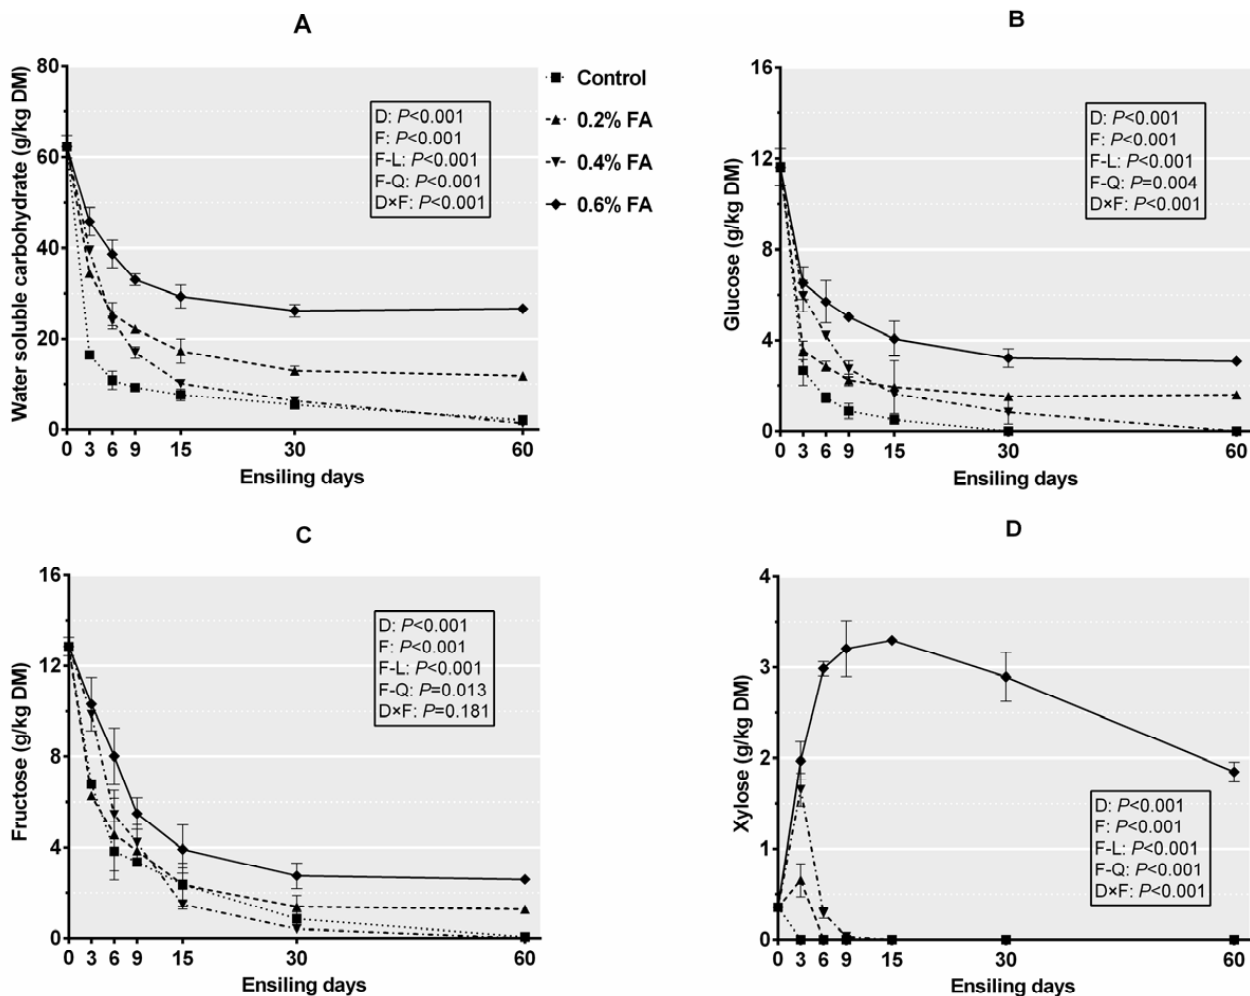 A
Water soluble carbohydrate (g/kg DM)
80
60
40
20
0
D: P<0.001
F: P<0.001
F-L: P<0.001
F-Q: P<0.001
D×F: P<0.001
0 3 6 9 15 30 60
Ensiling days
Control
0.2% FA
0.4% FA
0.6% FA
B
Glucose (g/kg DM)
16
12
8
4
0
D: P<0.001
F: P<0.001
F-L: P<0.001
F-Q: P=0.004
D×F: P<0.001
0 3 6 9 15 30 60
Ensiling days
C
Fructose (g/kg DM)
16
12
8
4
0
D: P<0.001
F: P<0.001
F-L: P<0.001
F-Q: P=0.013
D×F: P=0.181
0 3 6 9 15 30 60
Ensiling days
D
Xylose (g/kg DM)
4
3
2
1
0
D: P<0.001
F: P<0.001
F-L: P<0.001
F-Q: P<0.001
D×F: P<0.001
0 3 6 9 15 30 60
Ensiling days